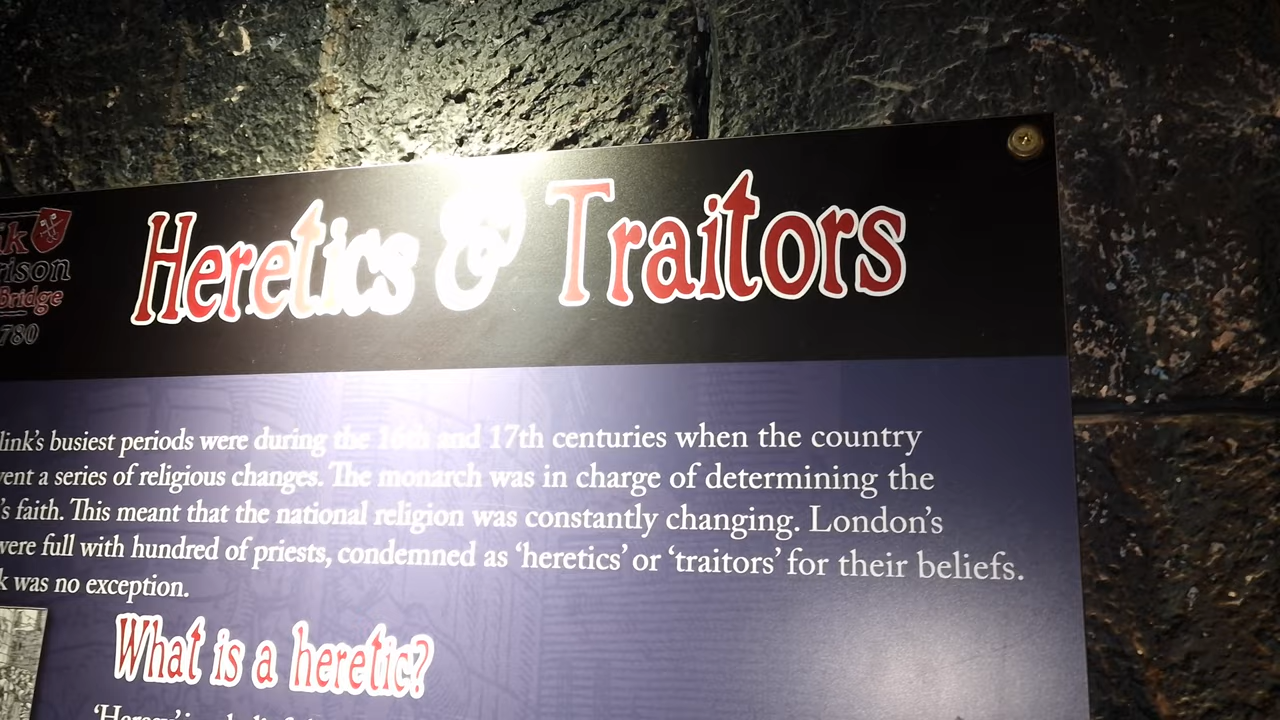 Heretics & Traitors
ik
Bridge
780
link's busiest periods were during the 16th and 17th centuries when the country
a series of religious changes. The monarch was in charge of determining the
's faith. This meant that the national religion was constantly changing. London's
were full with hundred of priests, condemned as 'heretics' or 'traitors' for their beliefs.
k was no exception.
What is a heretic?